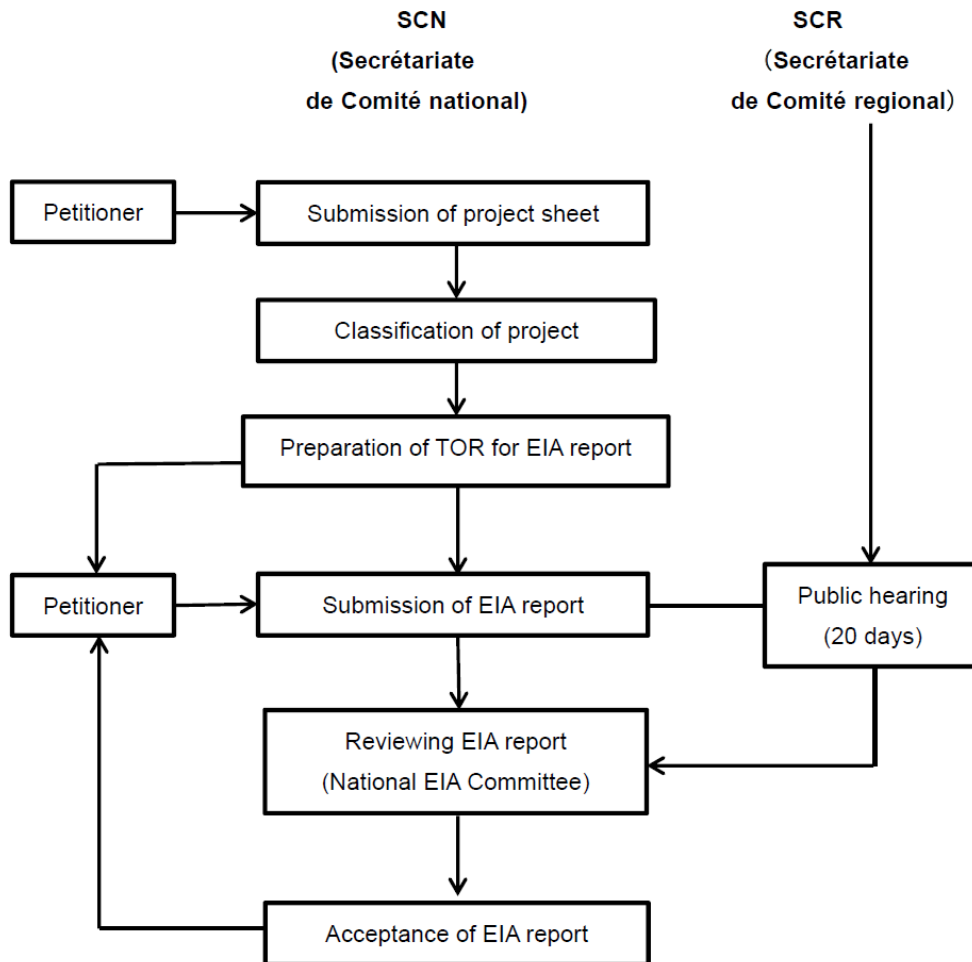 SCN
(Secrétariate
de Comité national)
SCR
（Secrétariate
de Comité regional）
Petitioner
Submission of project sheet
Classification of project
Preparation of TOR for EIA report
Petitioner
Submission of EIA report
Public hearing
(20 days)
Reviewing EIA report
(National EIA Committee)
Acceptance of EIA report